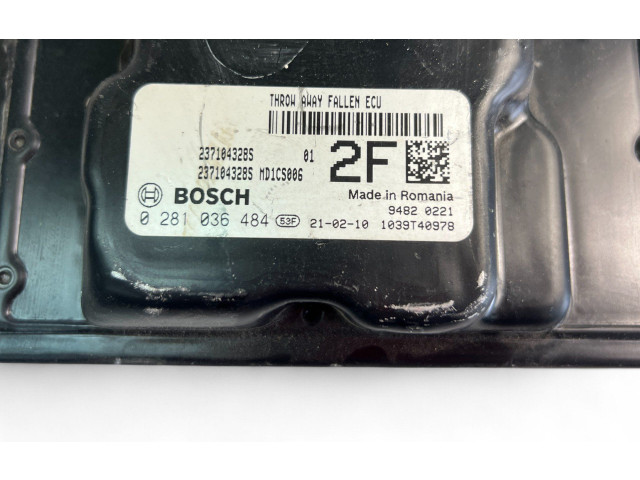 THROW AWAY FALLEN ECU
237104328S 01
237104328S MD1CS006 2F
BOSCH Made in Romania
9482 0221
0 281 036 484 53F 21-02-10 1039T40978